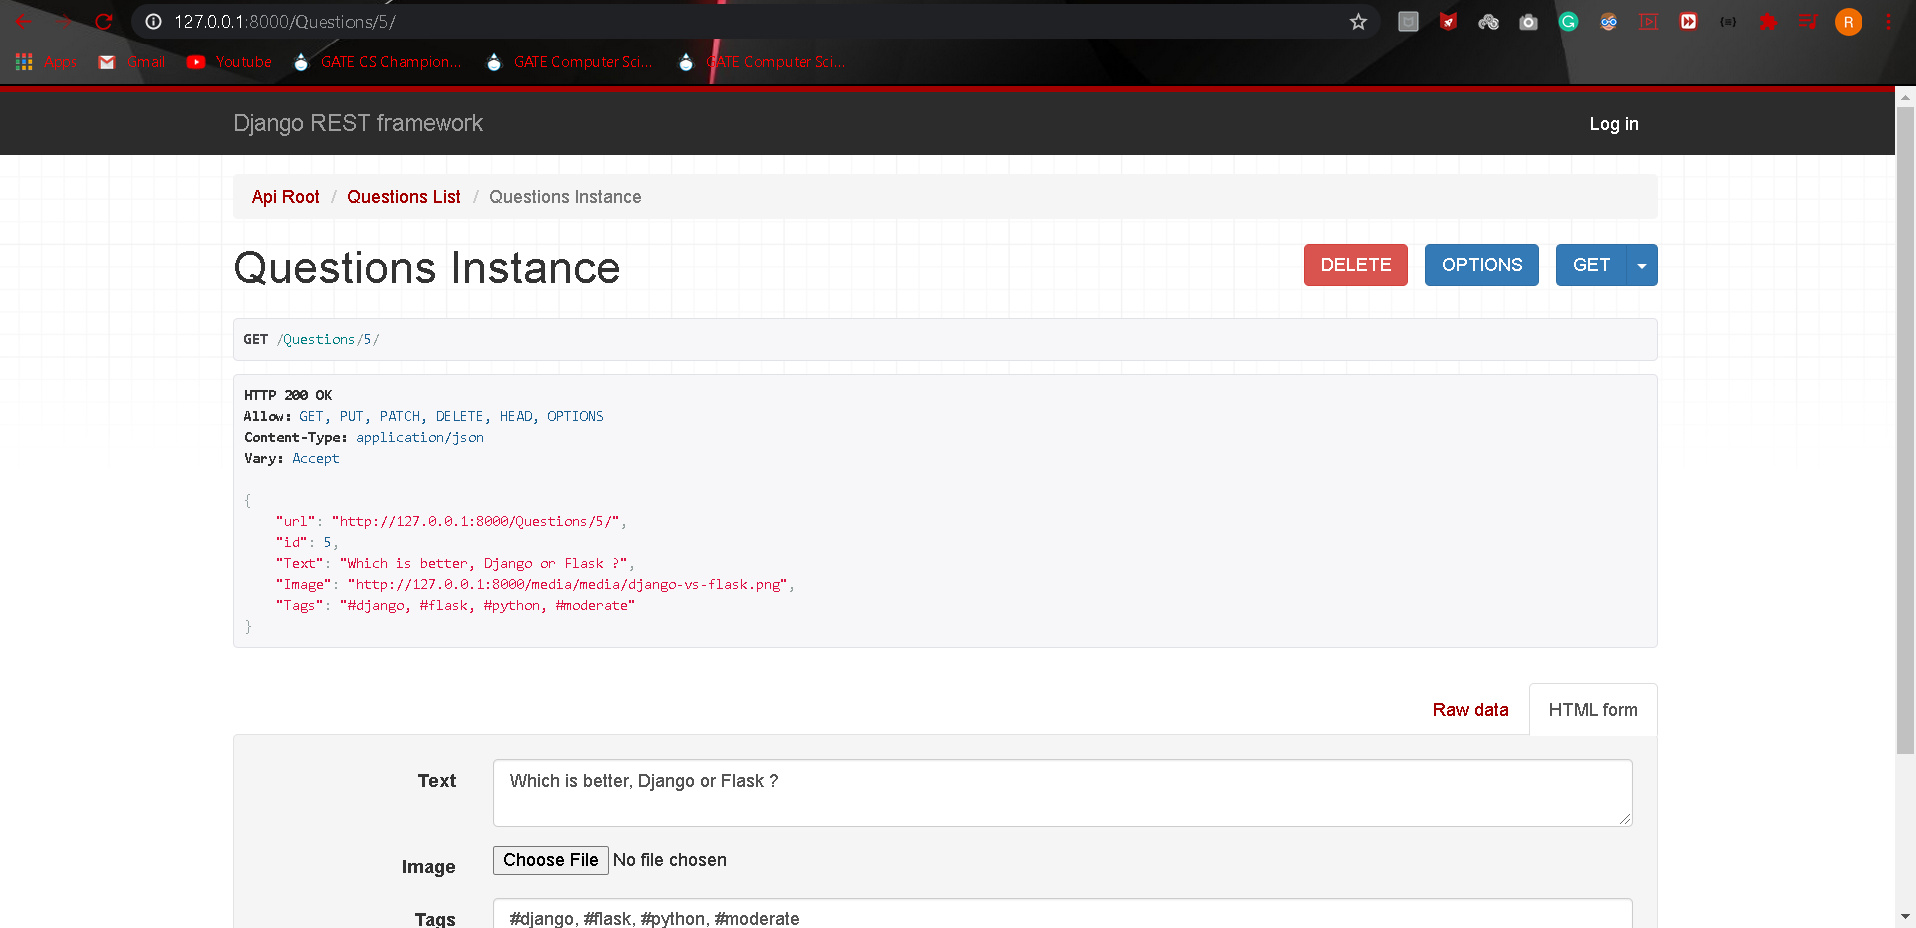 127.0.0.1:8000/Questions/5/
Apps Gmail Youtube GATE CS Champion... GATE Computer Sci... GATE Computer Sci...
Django REST framework Log in
Api Root / Questions List / Questions Instance
Questions Instance DELETE OPTIONS GET
GET /Questions/5/
HTTP 200 OK
Allow: GET, PUT, PATCH, DELETE, HEAD, OPTIONS
Content-Type: application/json
Vary: Accept
{
"url": "http://127.0.0.1:8000/Questions/5/",
"id": 5,
"Text": "Which is better, Django or Flask ?",
"Image": "http://127.0.0.1:8000/media/media/django-vs-flask.png",
"Tags": "#django, #flask, #python, #moderate"
}
Raw data HTML form
Text Which is better, Django or Flask ?
Image Choose File No file chosen
Tags #django, #flask, #python, #moderate